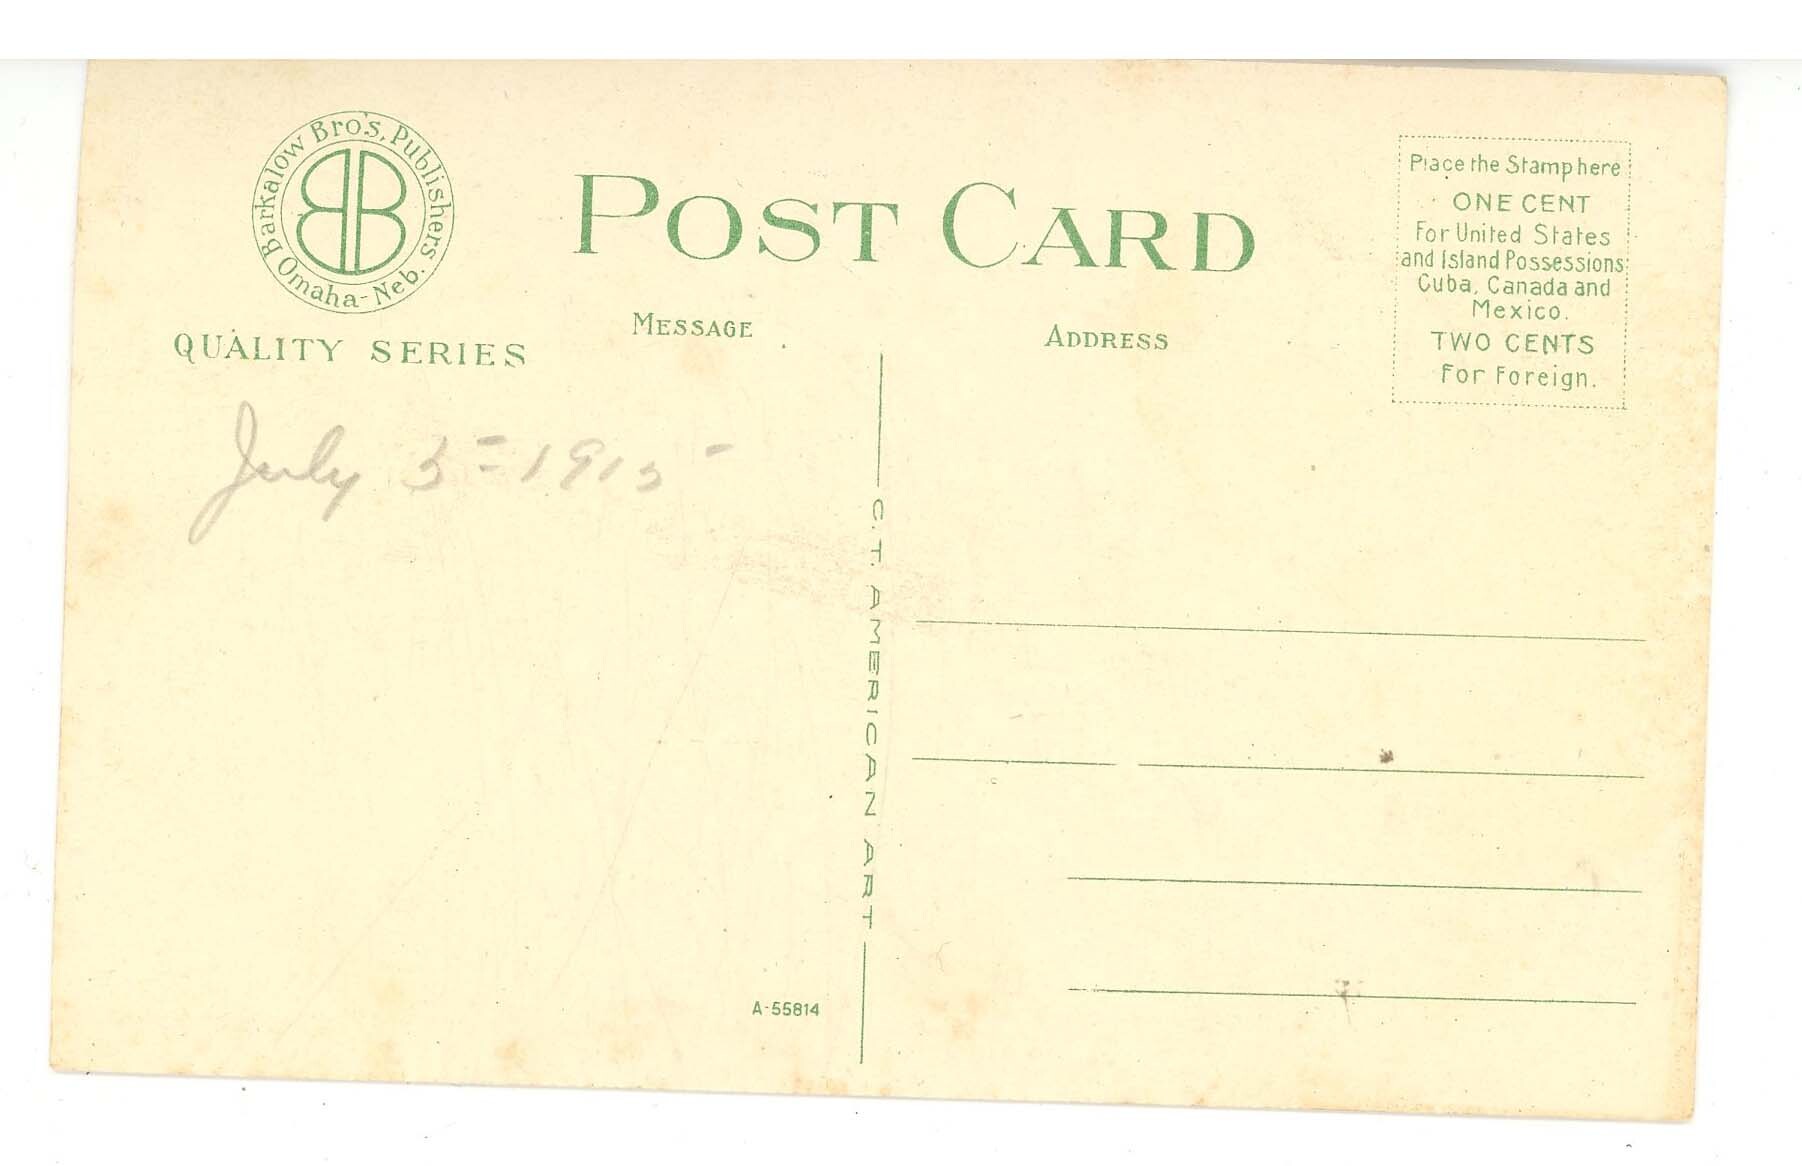 Barkalow Bro's, Publishers.
Omaha-Neb.
BB
QUALITY SERIES
POST CARD
MESSAGE
ADDRESS
Place the Stamp here
ONE CENT
For United States
and Island Possessions
Cuba, Canada and
Mexico.
TWO CENTS
For Foreign.
July 5 - 1915
C. T. AMERICAN ART
A-55814